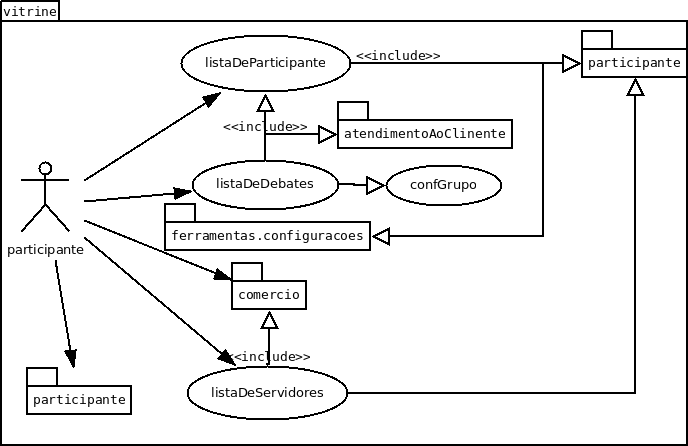 vitrine
listaDeParticipante
<<include>>
participante
<<include>>
atendimentoAoClinente
listaDeDebates
confGrupo
ferramentas.configuracoes
participante
comercio
<<include>>
listaDeServidores
participante